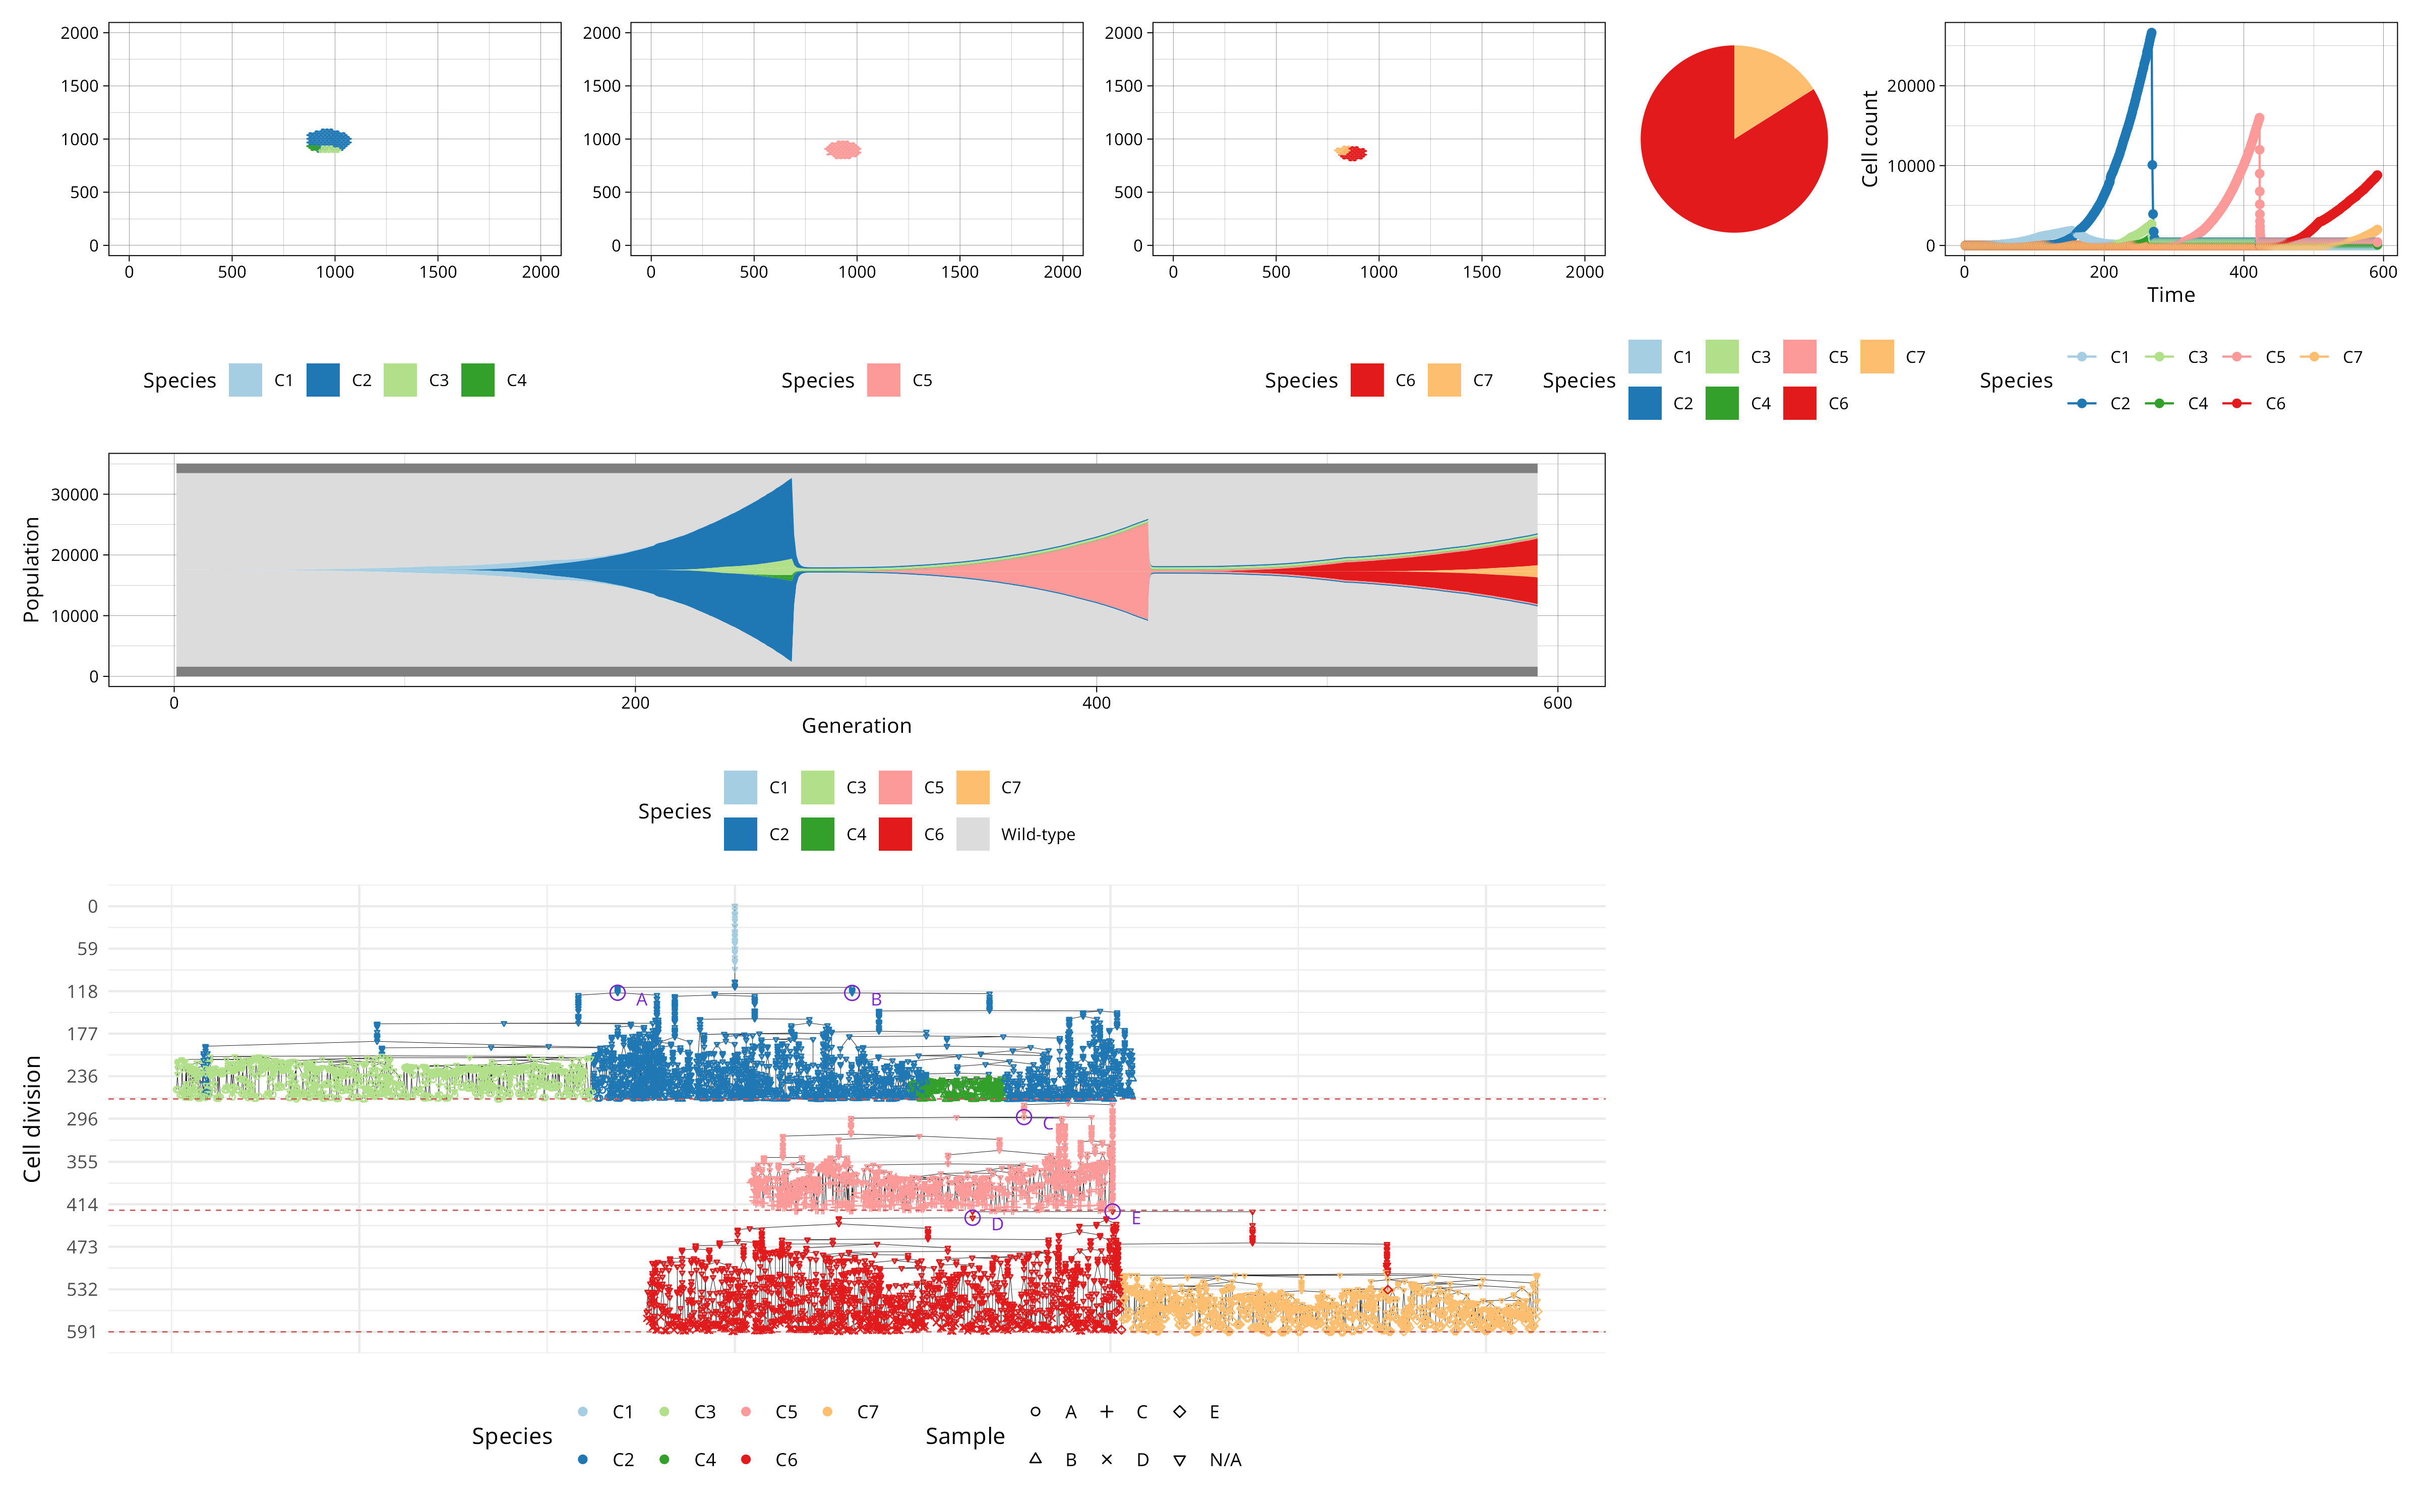 2000
1500
1000
500
0
0 500 1000 1500 2000
2000
1500
1000
500
0
0 500 1000 1500 2000
2000
1500
1000
500
0
0 500 1000 1500 2000
Cell count
20000
10000
0
0 200 400 600
Time
Species C1 C2 C3 C4
Species C5
Species C6 C7
Species C1 C3 C5 C7
C2 C4 C6
Species C1 C3 C5 C7
C2 C4 C6
Population
30000
20000
10000
0
0 200 400 600
Generation
Species C1 C3 C5 C7
C2 C4 C6 Wild-type
Cell division
0
59
118
177
236
296
355
414
473
532
591
A
B
C
D
E
Species C1 C3 C5 C7
C2 C4 C6
Sample A C E
B D N/A